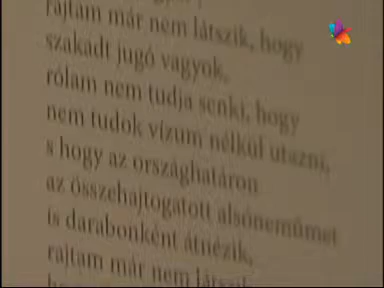 rajtam már nem látszik, hogy
szakadt jugó vagyok,
rólam nem tudja senki, hogy
nem tudok vízum nélkül utazni,
s hogy az országhatáron
az összehajtogatott alsóneműmet
is darabonként átnézik,
rajtam már nem látszik,